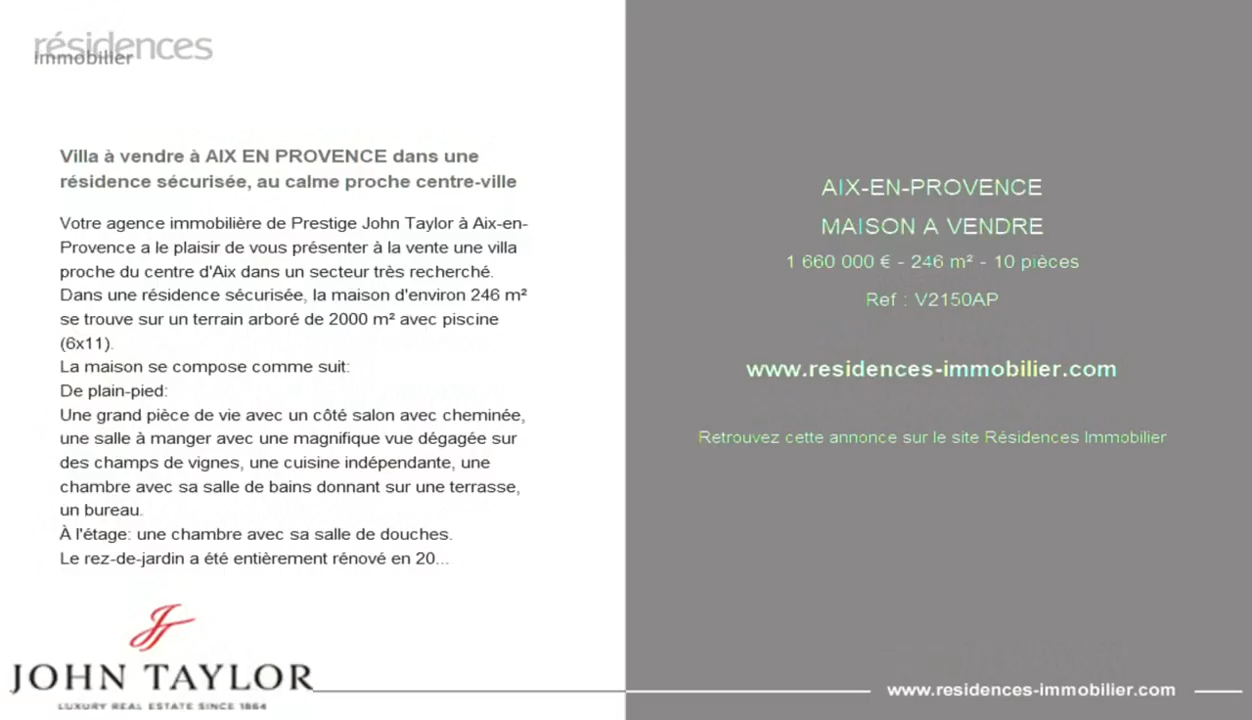 résidences
immobilier
Villa à vendre à AIX EN PROVENCE dans une
résidence sécurisée, au calme proche centre-ville
Votre agence immobilière de Prestige John Taylor à Aix-en-
Provence a le plaisir de vous présenter à la vente une villa
proche du centre d'Aix dans un secteur très recherché.
Dans une résidence sécurisée, la maison d'environ 246 m²
se trouve sur un terrain arboré de 2000 m² avec piscine
(6x11).
La maison se compose comme suit:
De plain-pied:
Une grand pièce de vie avec un côté salon avec cheminée,
une salle à manger avec une magnifique vue dégagée sur
des champs de vignes, une cuisine indépendante, une
chambre avec sa salle de bains donnant sur une terrasse,
un bureau.
À l'étage: une chambre avec sa salle de douches.
Le rez-de-jardin a été entièrement rénové en 20...
JOHN TAYLOR
LUXURY REAL ESTATE SINCE 1864
AIX-EN-PROVENCE
MAISON A VENDRE
1 660 000 € - 246 m² - 10 pièces
Ref : V2150AP
www.residences-immobilier.com
Retrouvez cette annonce sur le site Résidences Immobilier
www.residences-immobilier.com